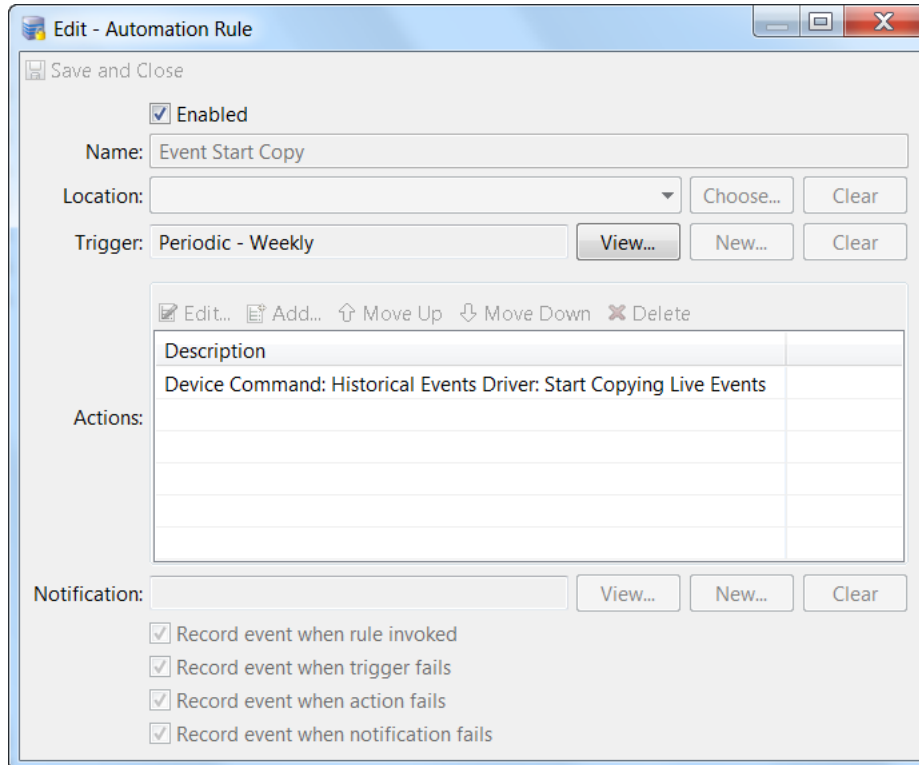 Edit - Automation Rule
Save and Close
Enabled
Name: Event Start Copy
Location: Choose... Clear
Trigger: Periodic - Weekly View... New... Clear
Edit... Add... Move Up Move Down Delete
Description
Device Command: Historical Events Driver: Start Copying Live Events
Actions:
Notification: View... New... Clear
Record event when rule invoked
Record event when trigger fails
Record event when action fails
Record event when notification fails